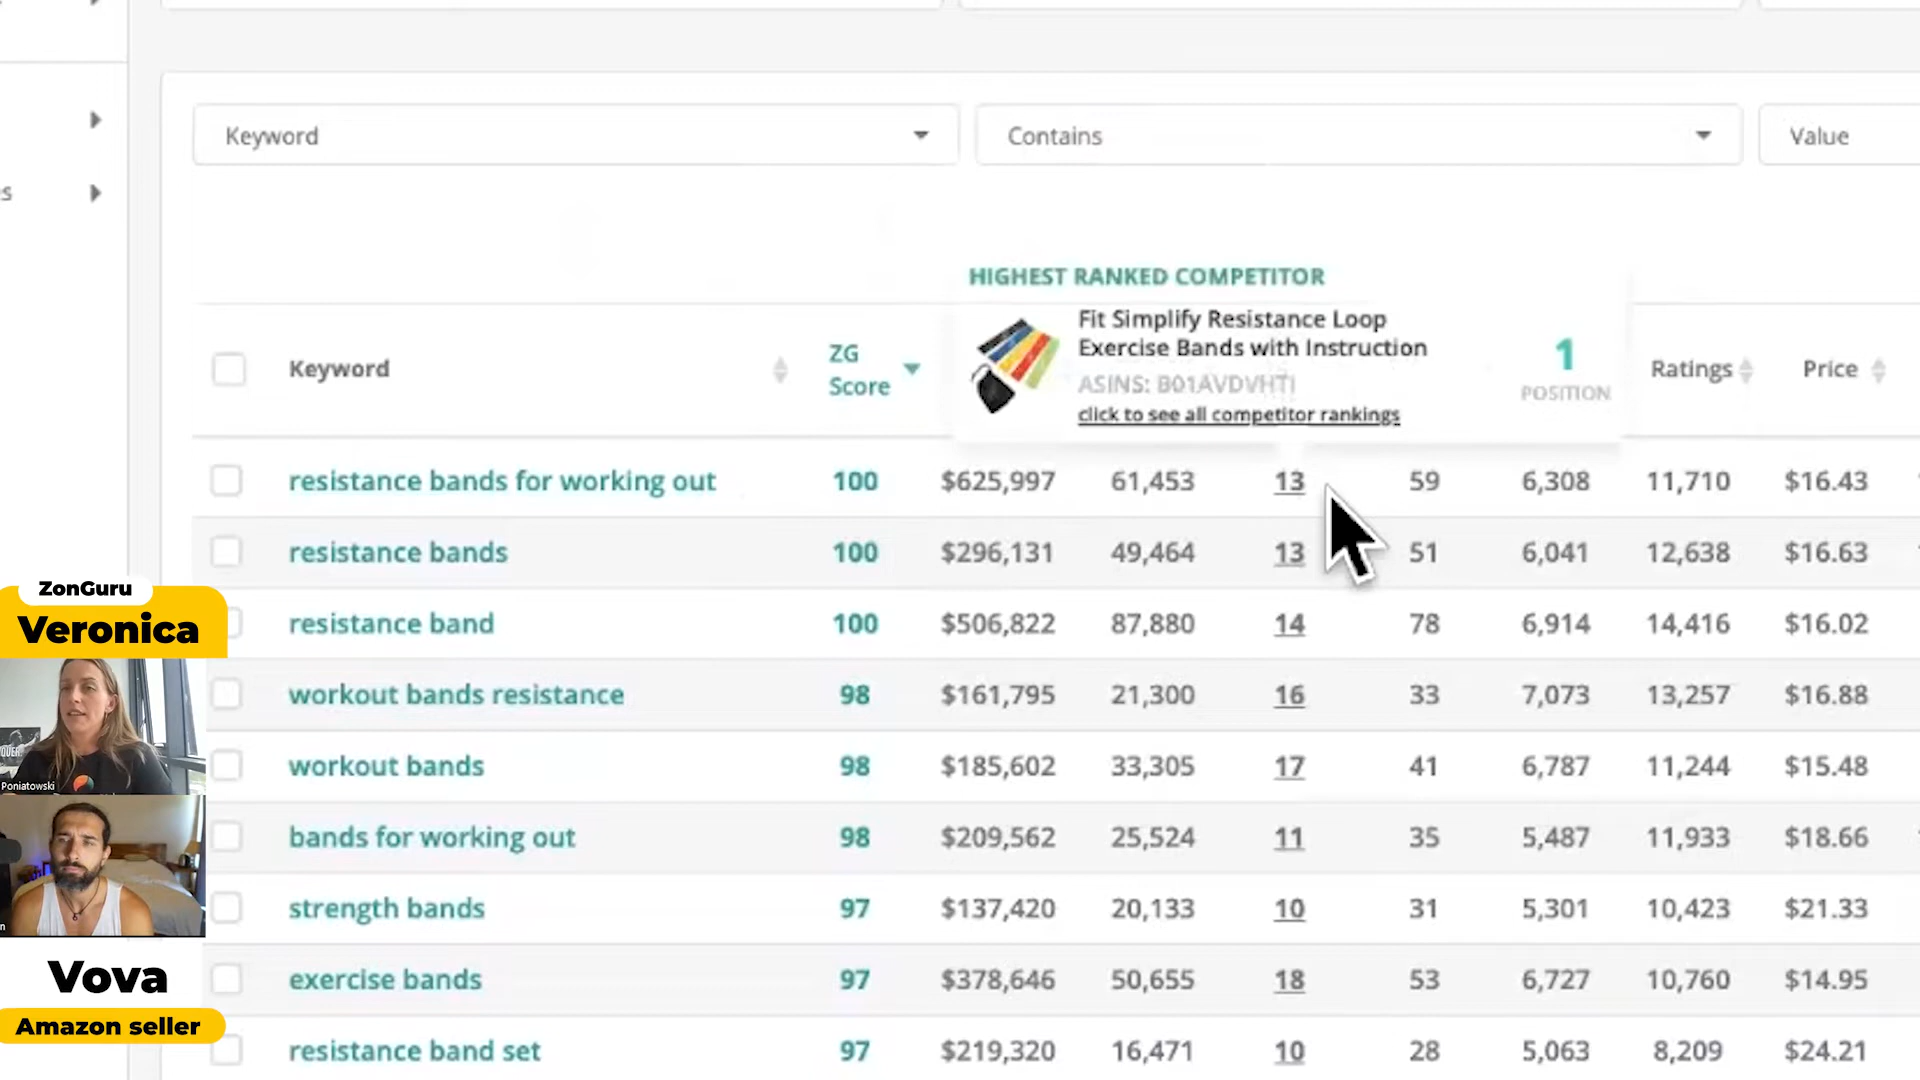 Keyword
Contains
Value
s
HIGHEST RANKED COMPETITOR
Fit Simplify Resistance Loop
Exercise Bands with Instruction
ASINS: B01AVDVHTI
click to see all competitor rankings
1
POSITION
Keyword
ZG
Score
Ratings
Price
resistance bands for working out 100 $625,997 61,453 13 59 6,308 11,710 $16.43
resistance bands 100 $296,131 49,464 13 51 6,041 12,638 $16.63
resistance band 100 $506,822 87,880 14 78 6,914 14,416 $16.02
workout bands resistance 98 $161,795 21,300 16 33 7,073 13,257 $16.88
workout bands 98 $185,602 33,305 17 41 6,787 11,244 $15.48
bands for working out 98 $209,562 25,524 11 35 5,487 11,933 $18.66
strength bands 97 $137,420 20,133 10 31 5,301 10,423 $21.33
exercise bands 97 $378,646 50,655 18 53 6,727 10,760 $14.95
resistance band set 97 $219,320 16,471 10 28 5,063 8,209 $24.21
ZonGuru
Veronica
Poniatowski
n
Vova
Amazon seller